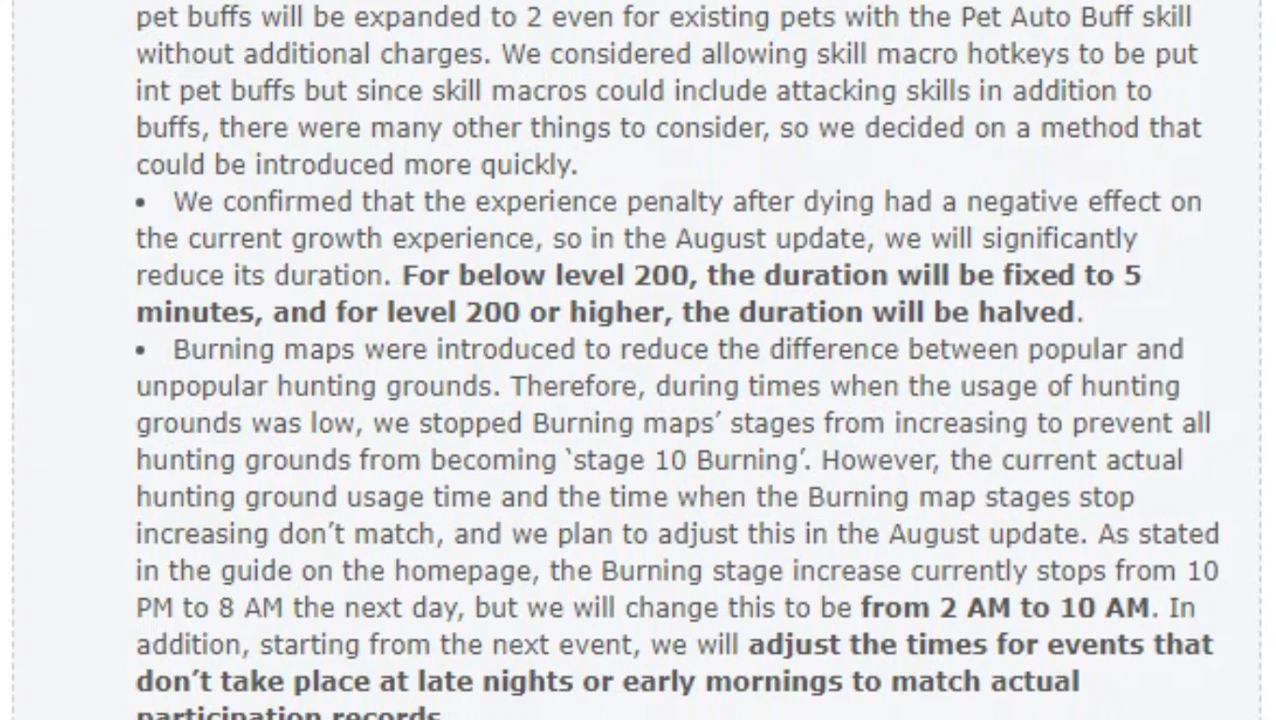 pet buffs will be expanded to 2 even for existing pets with the Pet Auto Buff skill
without additional charges. We considered allowing skill macro hotkeys to be put
int pet buffs but since skill macros could include attacking skills in addition to
buffs, there were many other things to consider, so we decided on a method that
could be introduced more quickly.
• We confirmed that the experience penalty after dying had a negative effect on
the current growth experience, so in the August update, we will significantly
reduce its duration. For below level 200, the duration will be fixed to 5
minutes, and for level 200 or higher, the duration will be halved.
• Burning maps were introduced to reduce the difference between popular and
unpopular hunting grounds. Therefore, during times when the usage of hunting
grounds was low, we stopped Burning maps’ stages from increasing to prevent all
hunting grounds from becoming ‘stage 10 Burning’. However, the current actual
hunting ground usage time and the time when the Burning map stages stop
increasing don’t match, and we plan to adjust this in the August update. As stated
in the guide on the homepage, the Burning stage increase currently stops from 10
PM to 8 AM the next day, but we will change this to be from 2 AM to 10 AM. In
addition, starting from the next event, we will adjust the times for events that
don’t take place at late nights or early mornings to match actual
participation records.